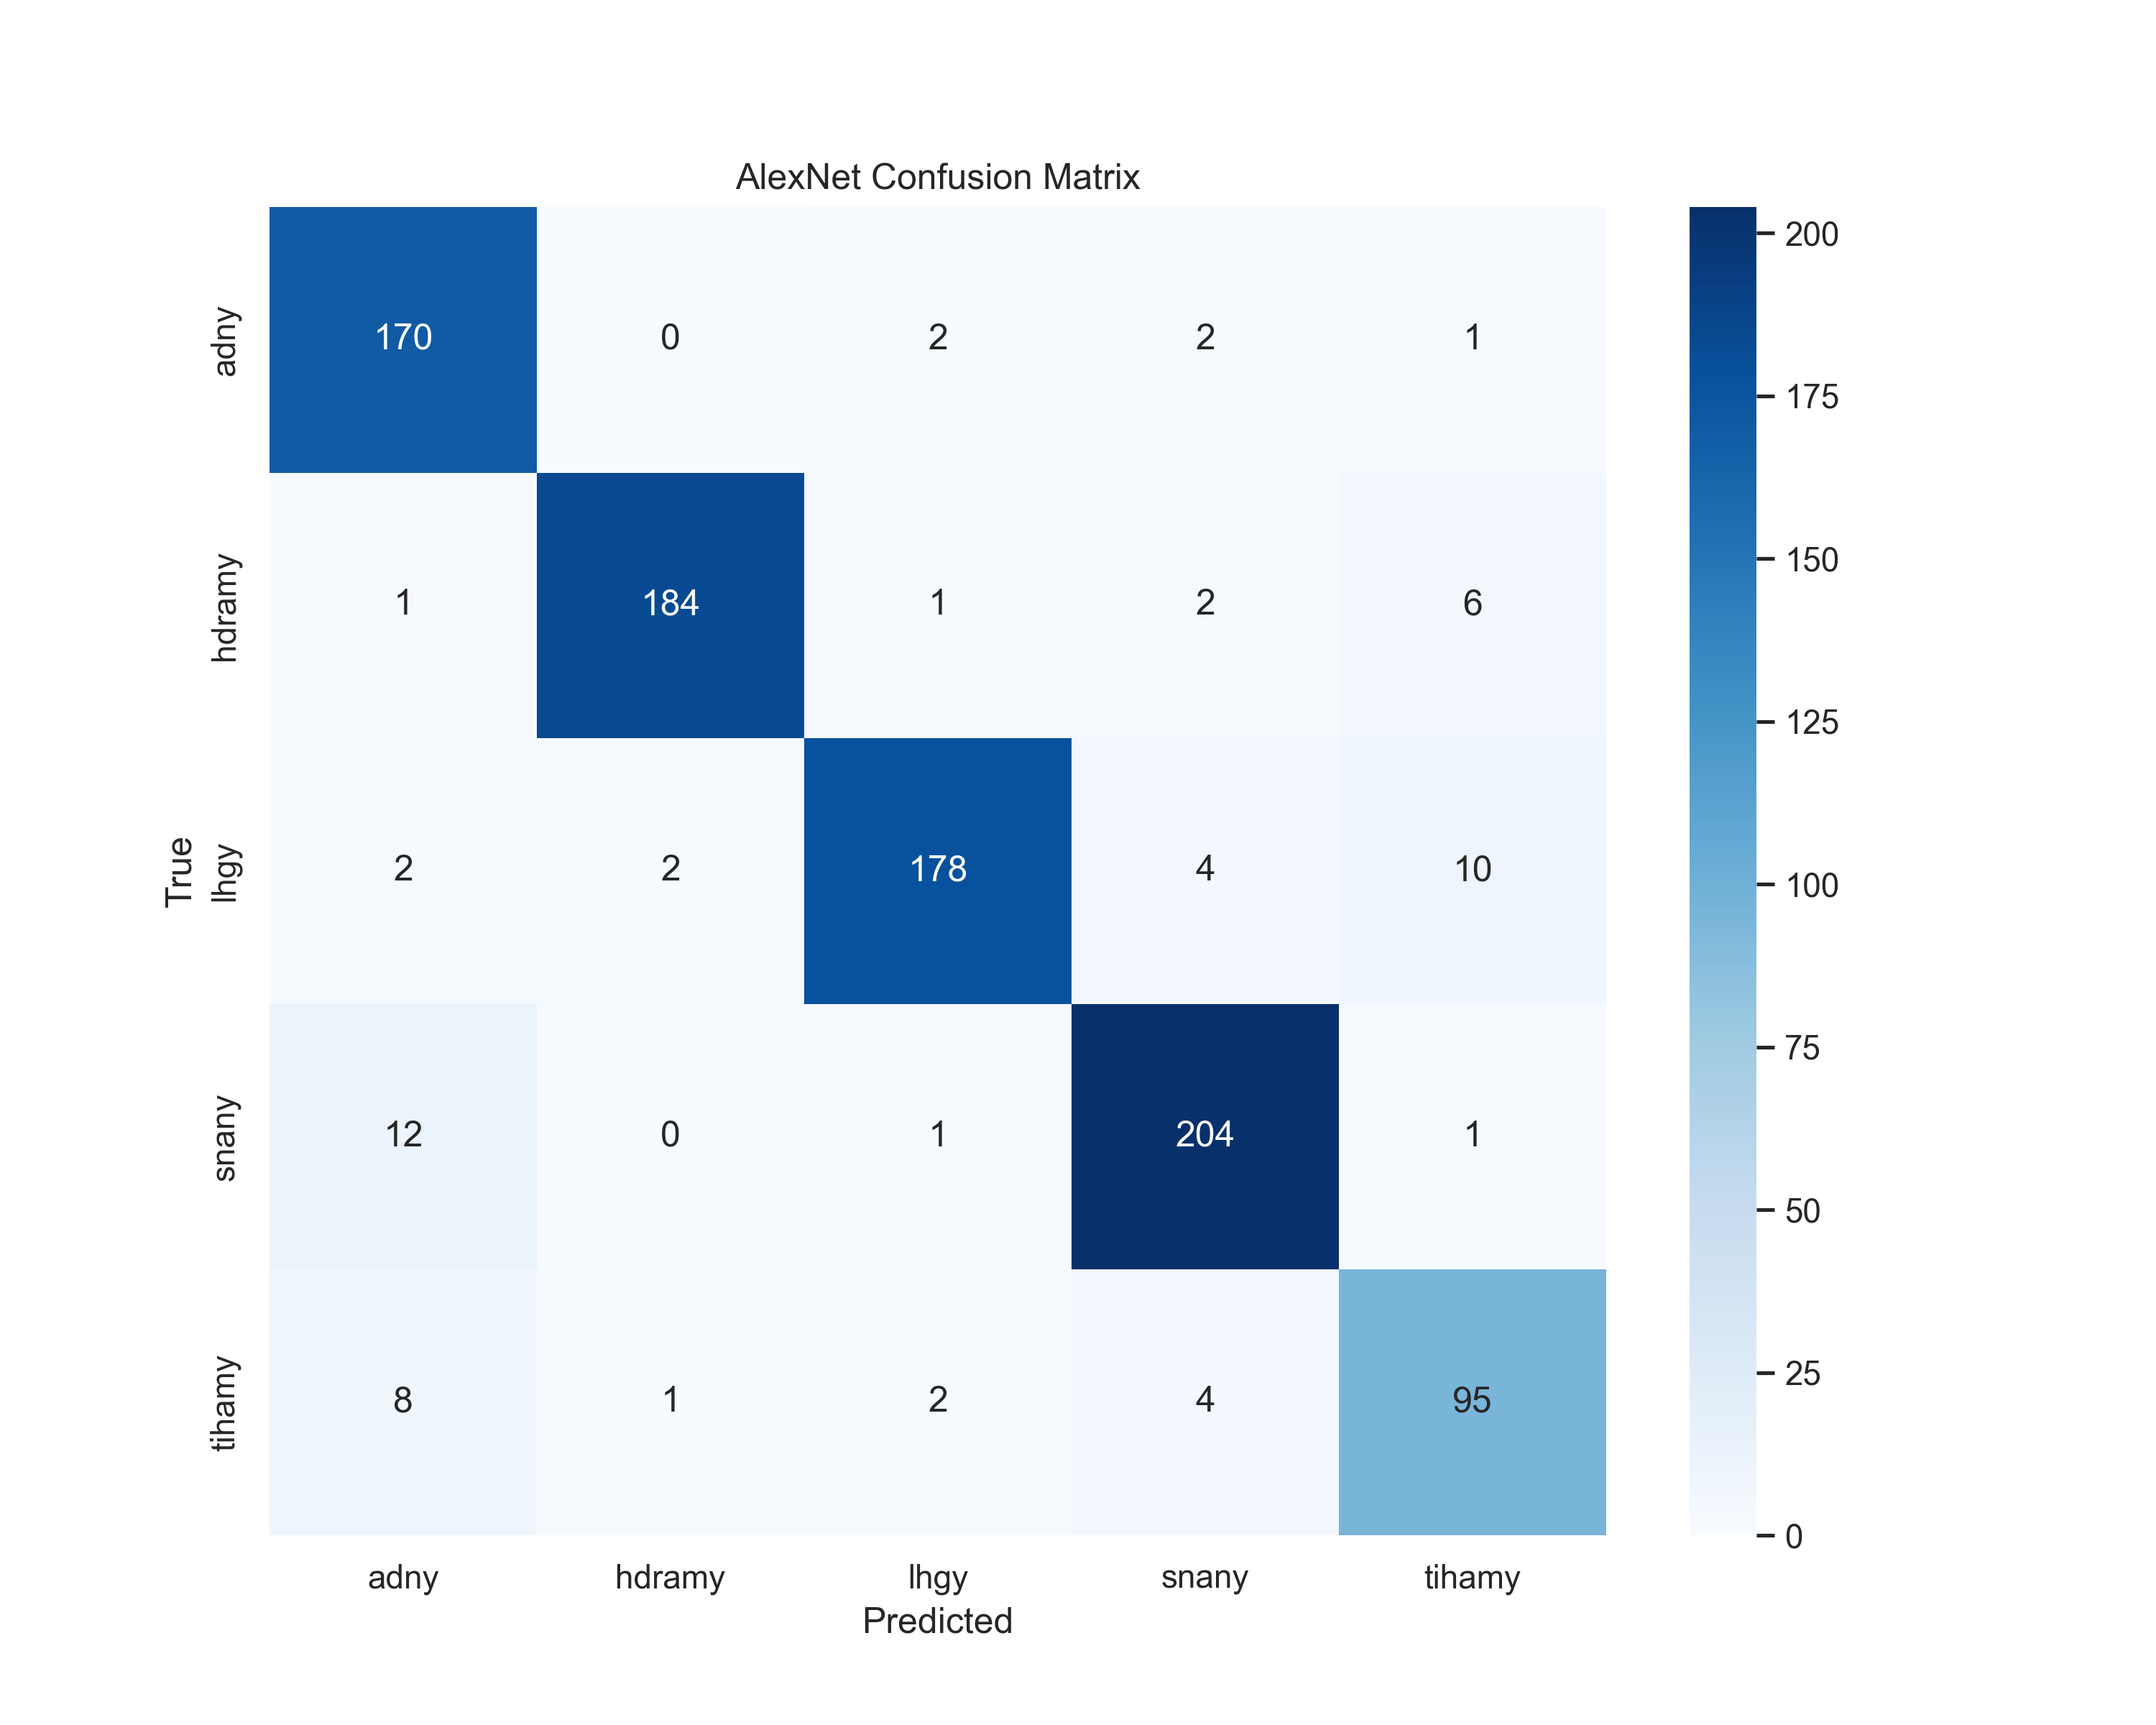 AlexNet Confusion Matrix
200
adny 170 0 2 2 1
175
150
hdramy 1 184 1 2 6
125
True
lhgy 2 2 178 4 10
100
75
snany 12 0 1 204 1
50
25
tihamy 8 1 2 4 95
0
adny hdramy lhgy snany tihamy
Predicted